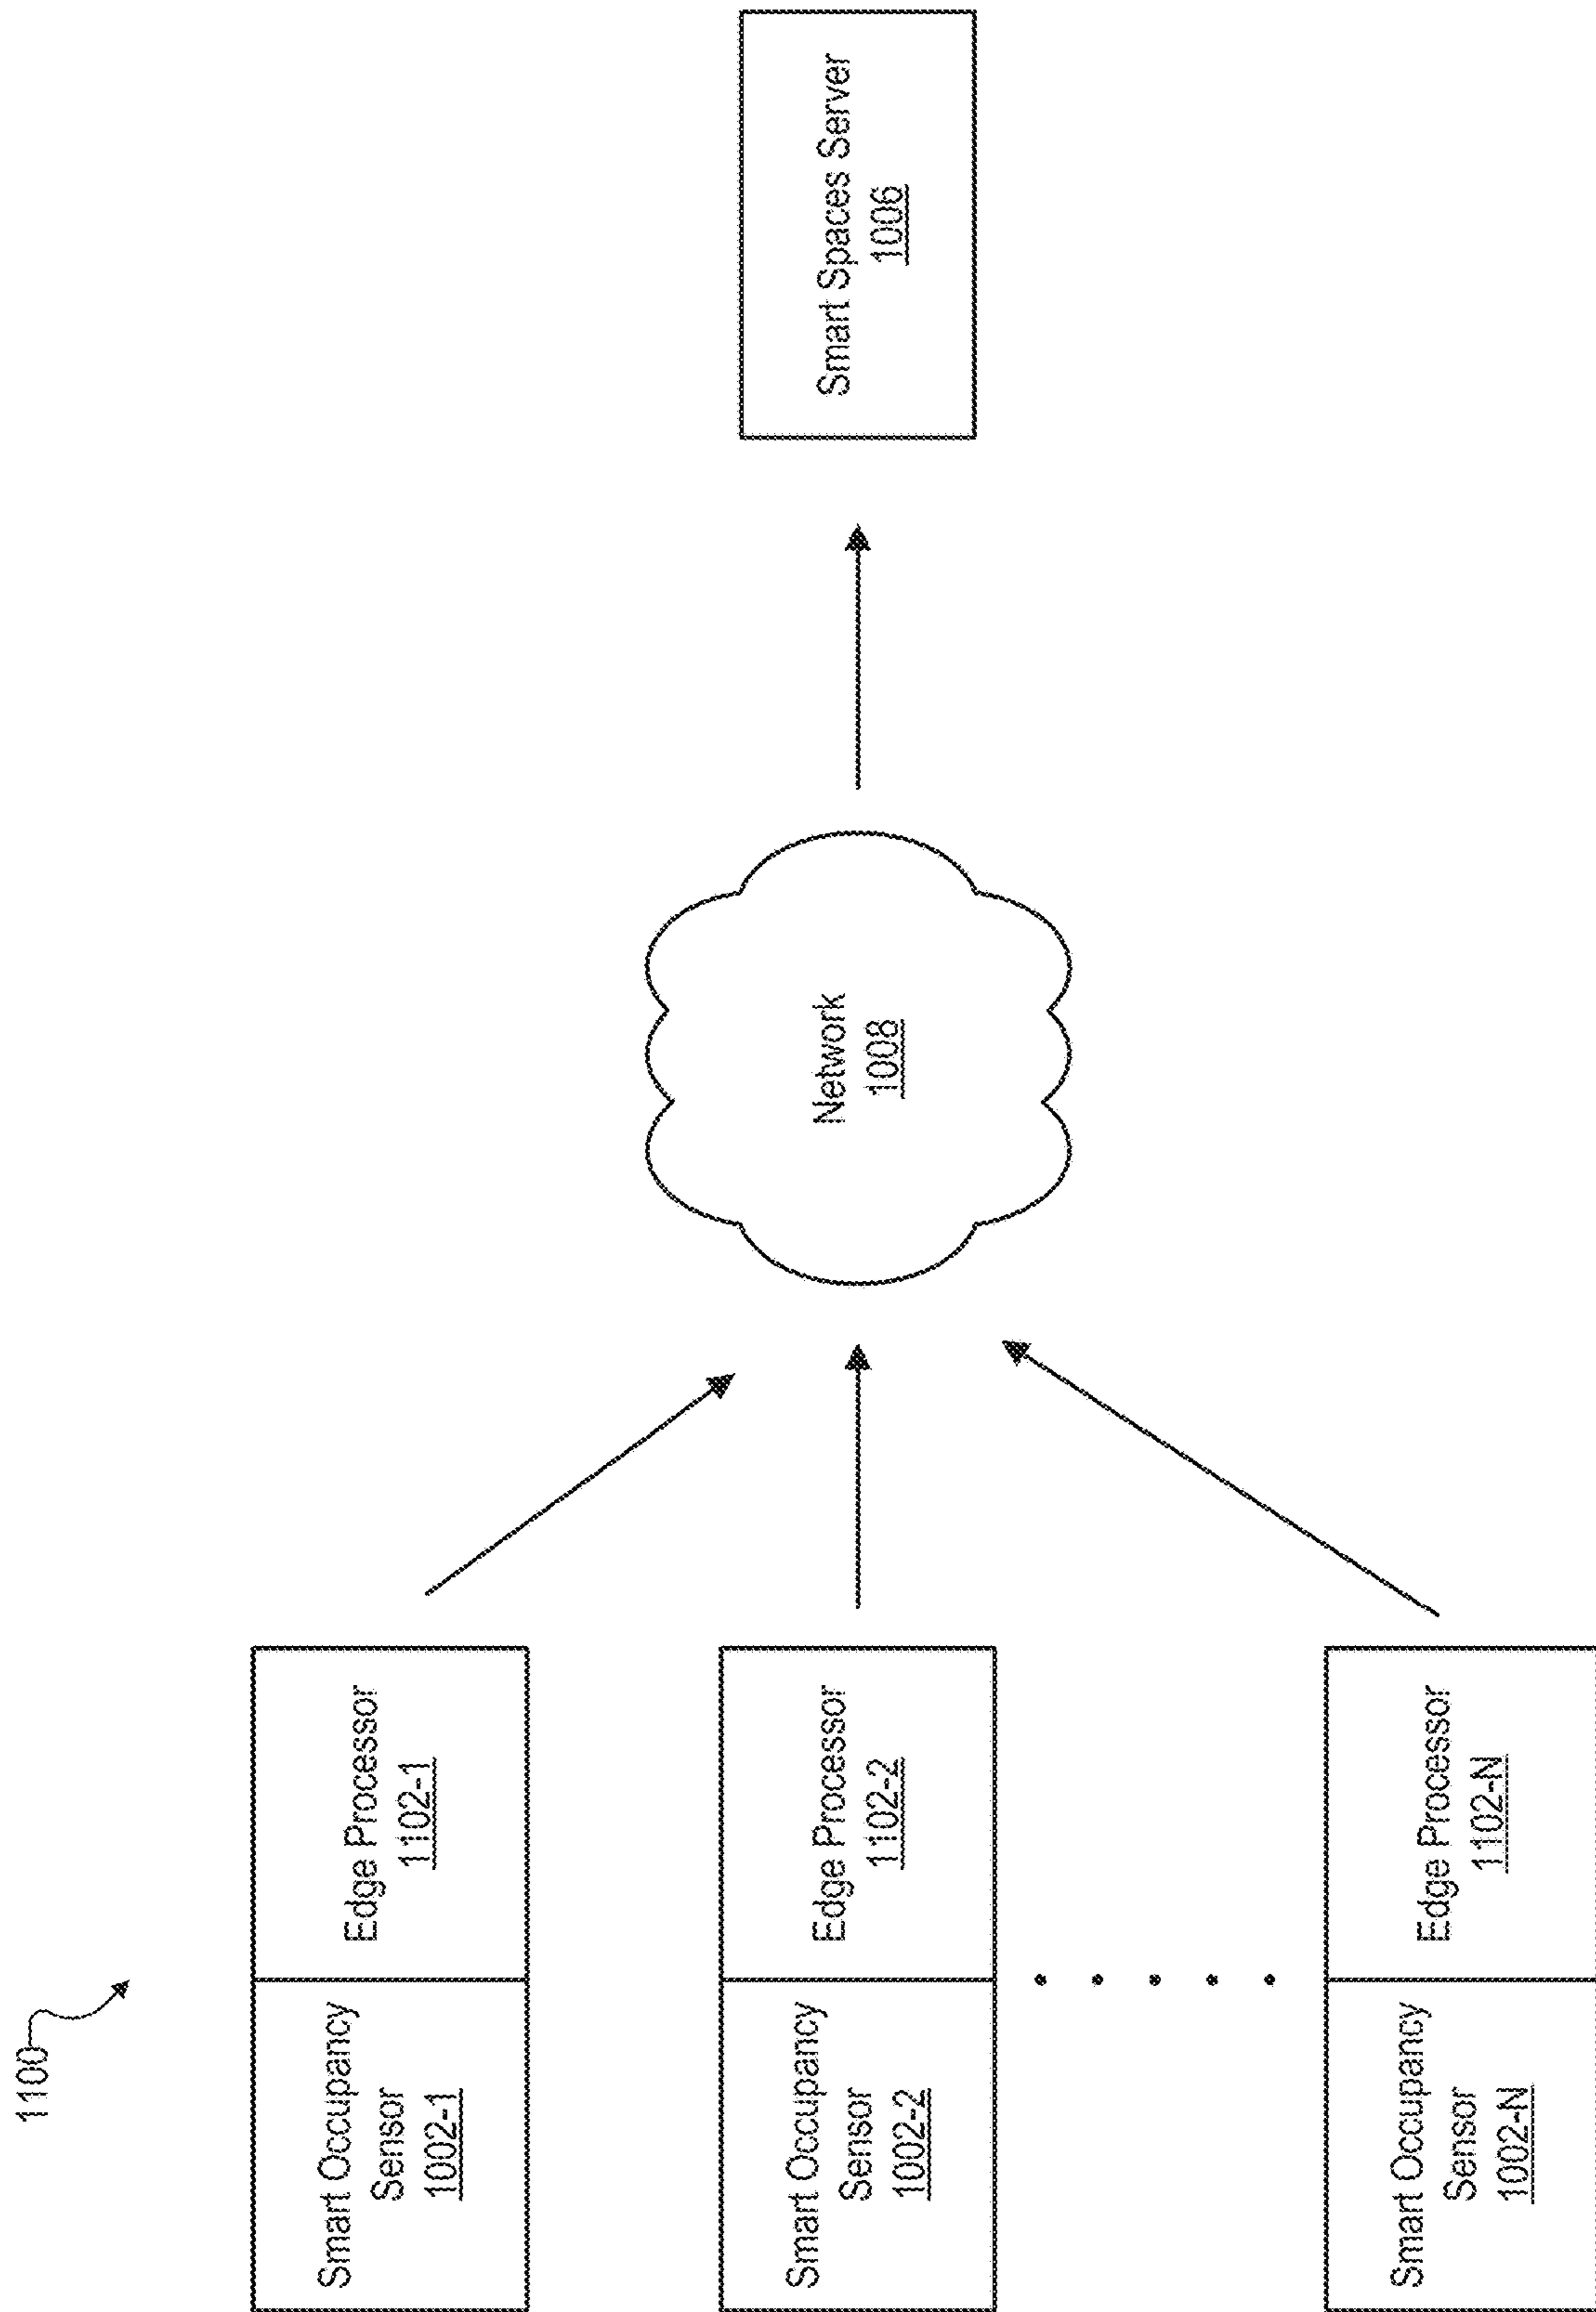 1100
Smart Occupancy
Sensor
1002-1
Edge Processor
1102-1
Smart Occupancy
Sensor
1002-2
Edge Processor
1102-2
Smart Occupancy
Sensor
1002-N
Edge Processor
1102-N
Network
1008
Smart Spaces Server
1006